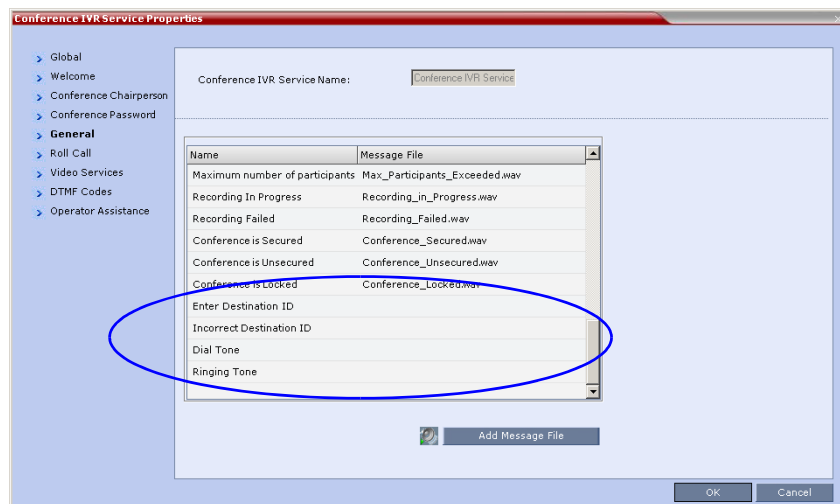 Conference IVR Service Properties
Global
Welcome
Conference Chairperson
Conference Password
General
Roll Call
Video Services
DTMF Codes
Operator Assistance
Conference IVR Service Name: Conference IVR Service
Name Message File
Maximum number of participants Max_Participants_Exceeded.wav
Recording In Progress Recording_in_Progress.wav
Recording Failed Recording_Failed.wav
Conference is Secured Conference_Secured.wav
Conference is Unsecured Conference_Unsecured.wav
Conference is Locked Conference_Locked.wav
Enter Destination ID
Incorrect Destination ID
Dial Tone
Ringing Tone
Add Message File
OK Cancel